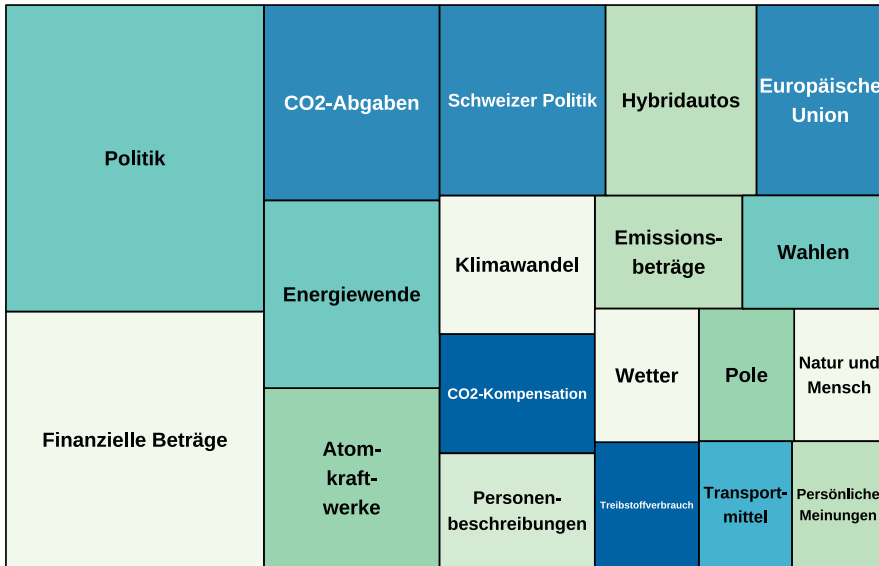 Politik
Finanzielle Beträge
CO2-Abgaben
Energiewende
Atom-
kraft-
werke
Schweizer Politik
Hybridautos
Europäische
Union
Klimawandel
Emissions-
beträge
Wahlen
CO2-Kompensation
Wetter
Pole
Natur und
Mensch
Personen-
beschreibungen
Treibstoffverbrauch
Transport-
mittel
Persönliche
Meinungen